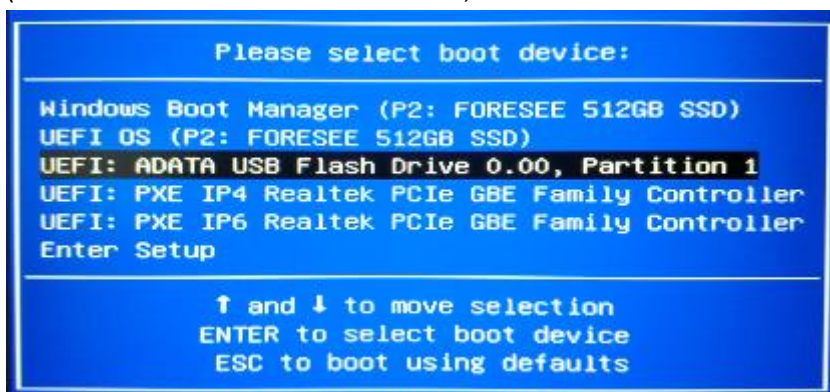 Please select boot device:
Windows Boot Manager (P2: FORESEE 512GB SSD)
UEFI OS (P2: FORESEE 512GB SSD)
UEFI: ADATA USB Flash Drive 0.00, Partition 1
UEFI: PXE IP4 Realtek PCIe GBE Family Controller
UEFI: PXE IP6 Realtek PCIe GBE Family Controller
Enter Setup
↑ and ↓ to move selection
ENTER to select boot device
ESC to boot using defaults